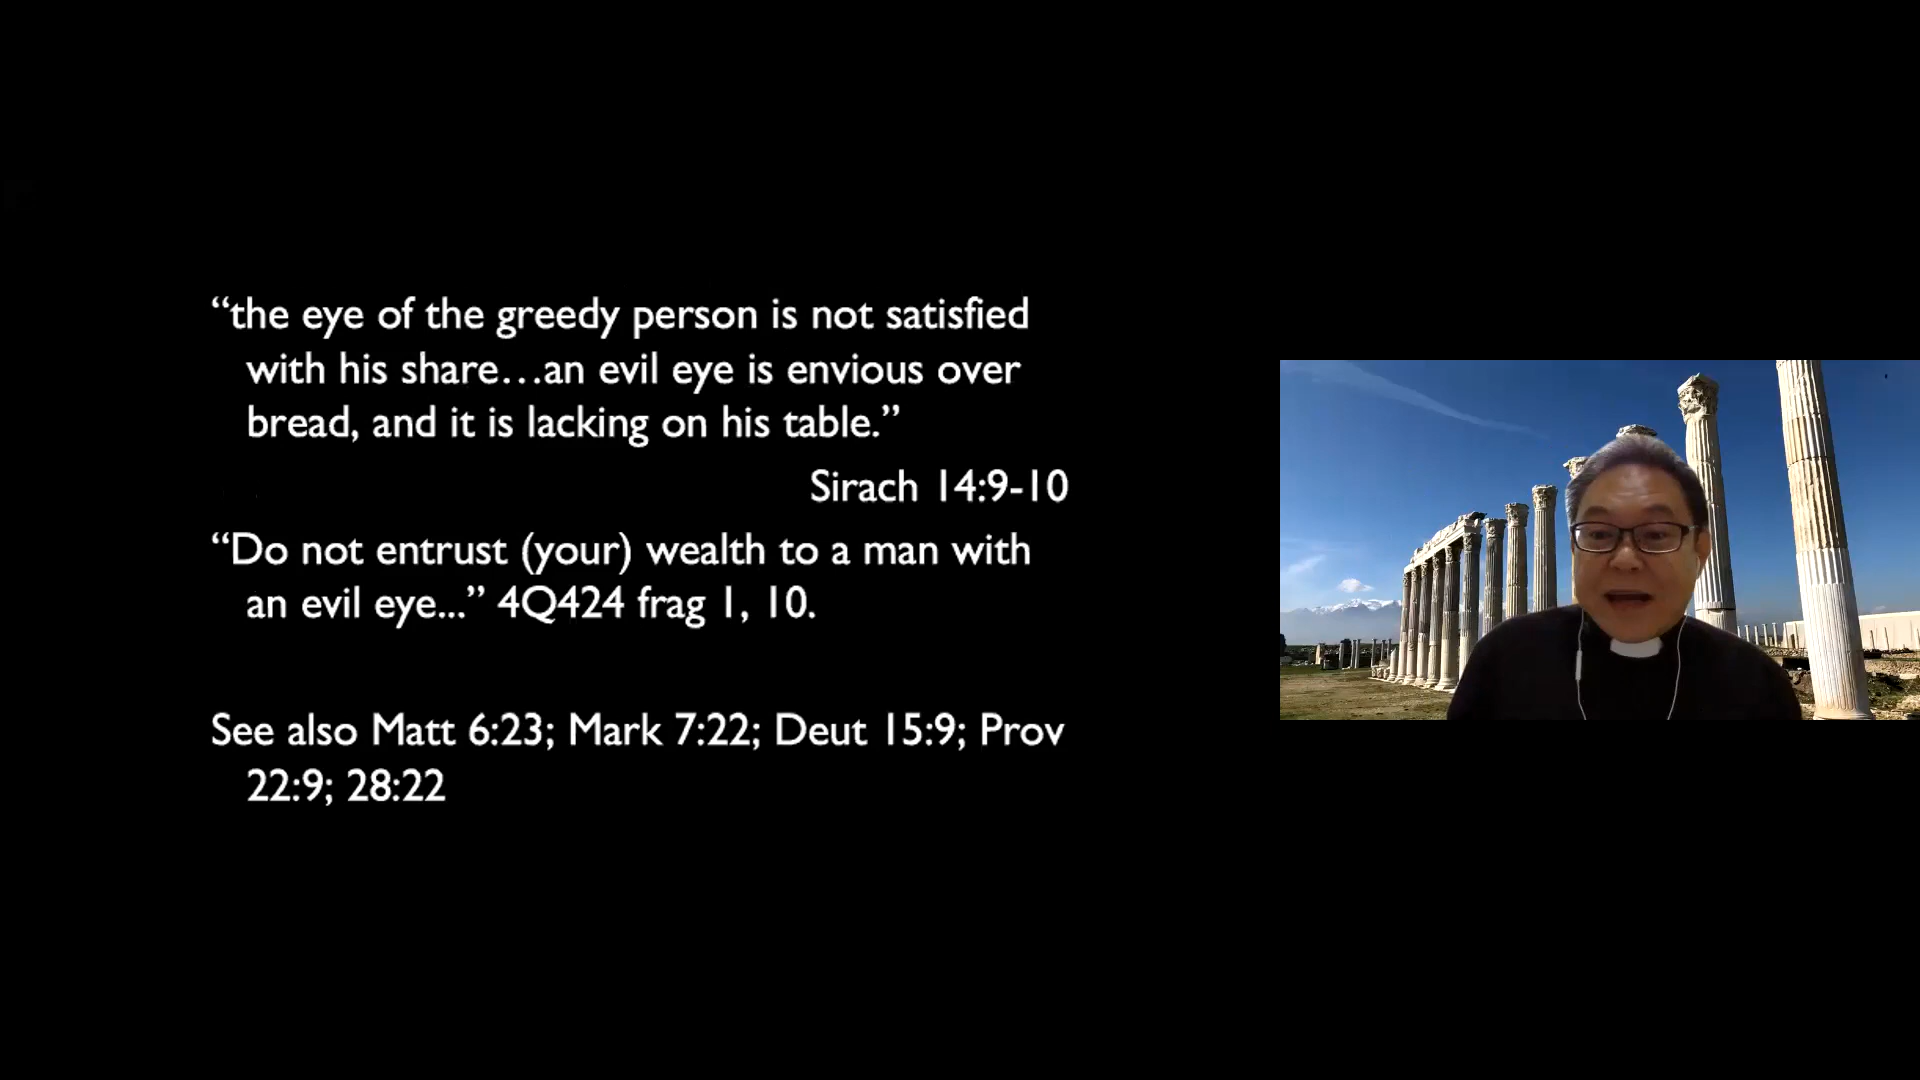 “the eye of the greedy person is not satisfied
with his share…an evil eye is envious over
bread, and it is lacking on his table.”
Sirach 14:9-10
“Do not entrust (your) wealth to a man with
an evil eye...” 4Q424 frag 1, 10.
See also Matt 6:23; Mark 7:22; Deut 15:9; Prov
22:9; 28:22